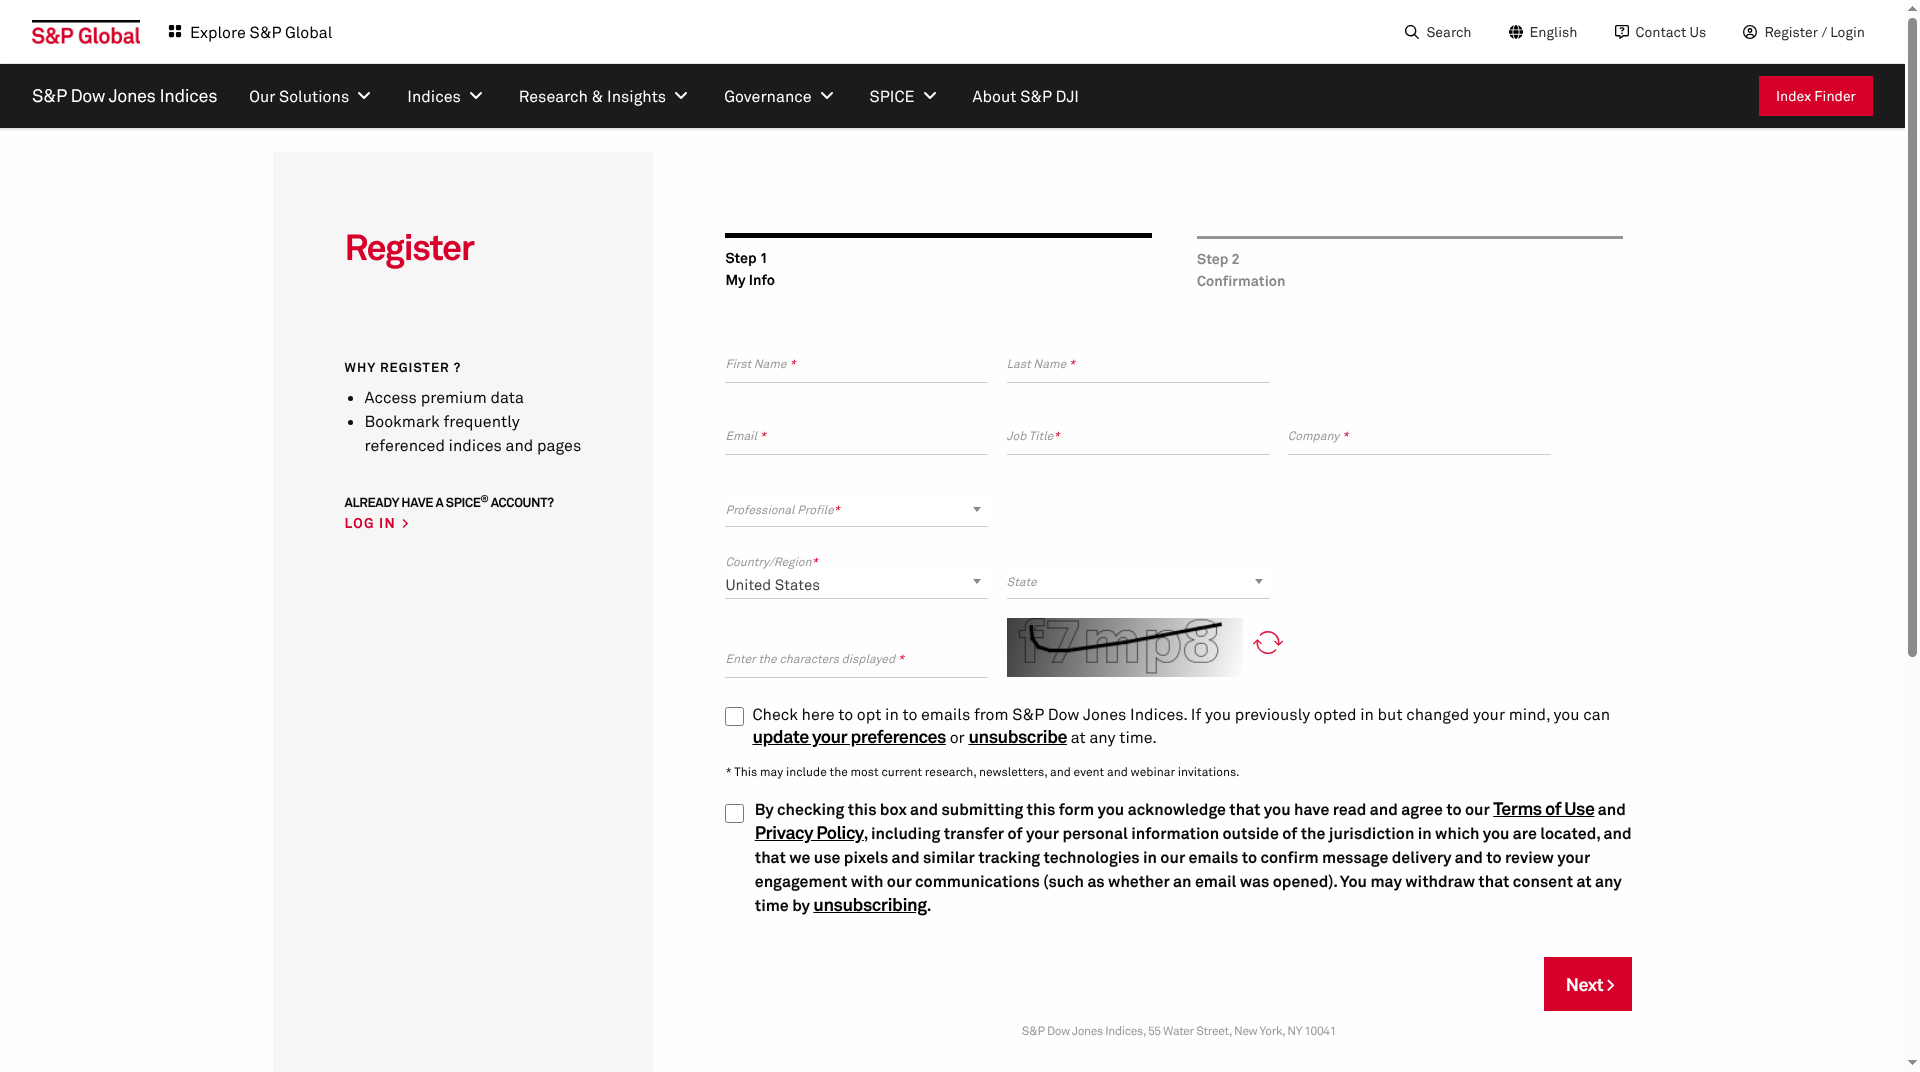 S&P Global
Explore S&P Global
Search
English
Contact Us
Register / Login
S&P Dow Jones Indices
Our Solutions
Indices
Research & Insights
Governance
SPICE
About S&P DJI
Index Finder
Register
WHY REGISTER ?
• Access premium data
• Bookmark frequently
referenced indices and pages
ALREADY HAVE A SPICE® ACCOUNT?
LOG IN >
Step 1
My Info
Step 2
Confirmation
First Name *
Last Name *
Email *
Job Title*
Company *
Professional Profile*
Country/Region*
United States
State
Enter the characters displayed *
f7mp8
Check here to opt in to emails from S&P Dow Jones Indices. If you previously opted in but changed your mind, you can
update your preferences or unsubscribe at any time.
* This may include the most current research, newsletters, and event and webinar invitations.
By checking this box and submitting this form you acknowledge that you have read and agree to our Terms of Use and
Privacy Policy, including transfer of your personal information outside of the jurisdiction in which you are located, and
that we use pixels and similar tracking technologies in our emails to confirm message delivery and to review your
engagement with our communications (such as whether an email was opened). You may withdraw that consent at any
time by unsubscribing.
Next >
S&P Dow Jones Indices, 55 Water Street, New York, NY 10041